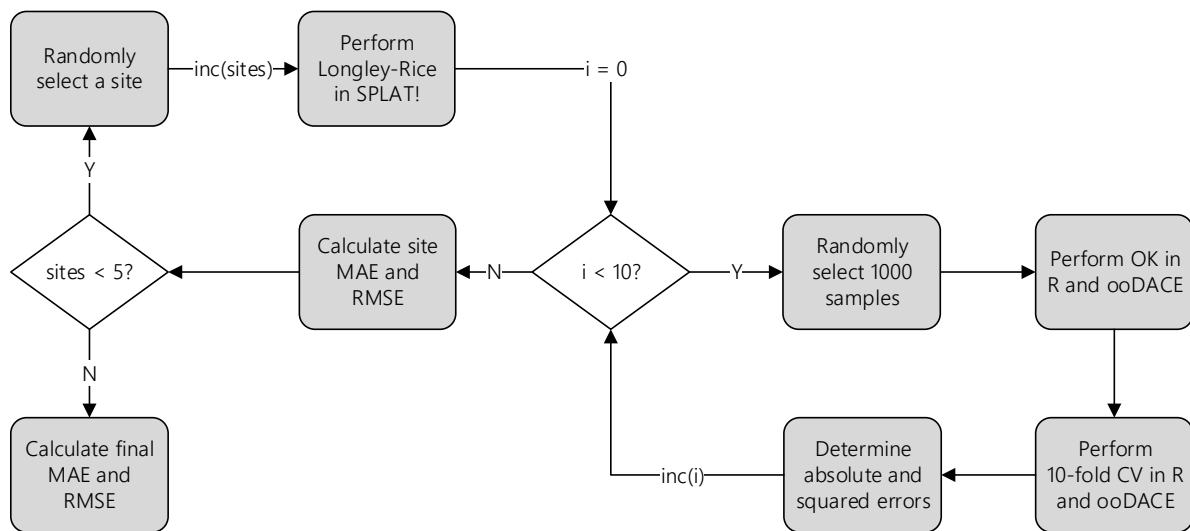 Randomly
select a site
inc(sites)
Perform
Longley-Rice
in SPLAT!
i = 0
Y
sites < 5?
Calculate site
MAE and
RMSE
N
i < 10?
Y
Randomly
select 1000
samples
Perform OK in
R and ooDACE
N
Calculate final
MAE and
RMSE
inc(i)
Determine
absolute and
squared errors
Perform
10-fold CV in R
and ooDACE